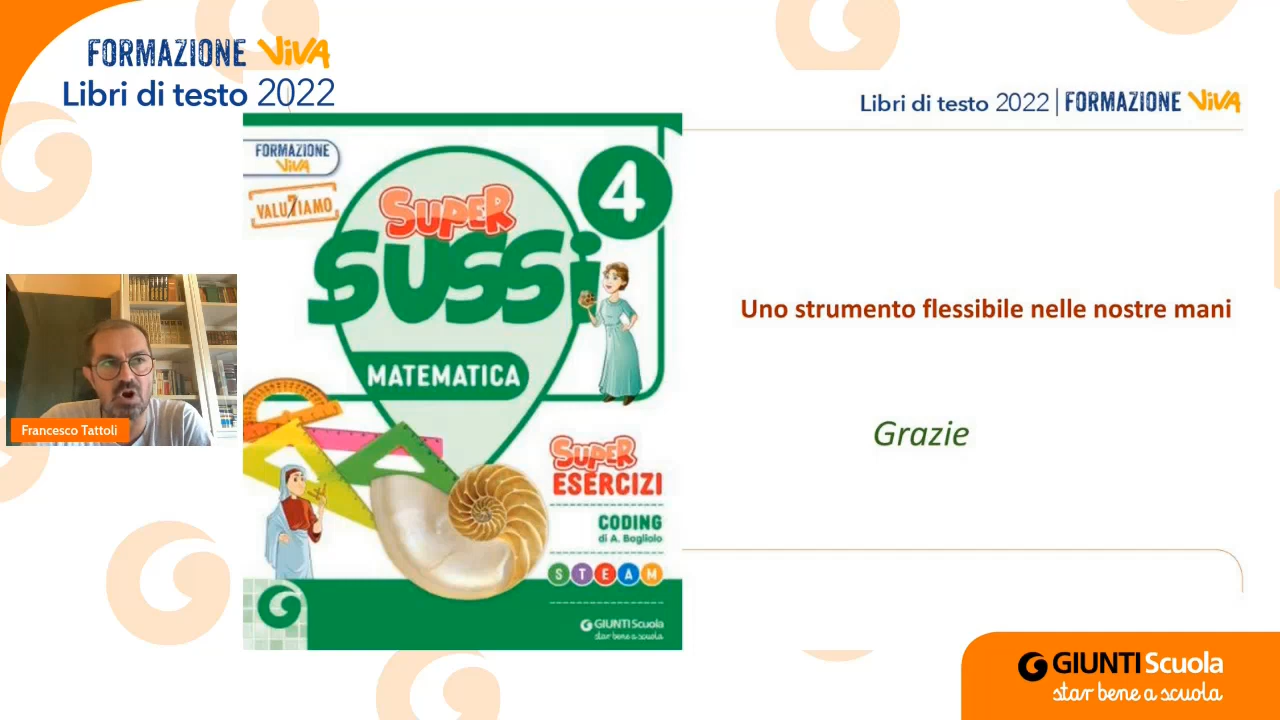 FORMAZIONE VIVA
Libri di testo 2022
Libri di testo 2022 | FORMAZIONE VIVA
FORMAZIONE
VIVA
VALU7IAMO
4
SUPER
SUSSi
MATEMATICA
Uno strumento flessibile nelle nostre mani
Francesco Tattoli
Grazie
SUPER
ESERCIZI
CODING
di A. Bogliolo
STEAM
GIUNTI Scuola
star bene a scuola
GIUNTI Scuola
star bene a scuola